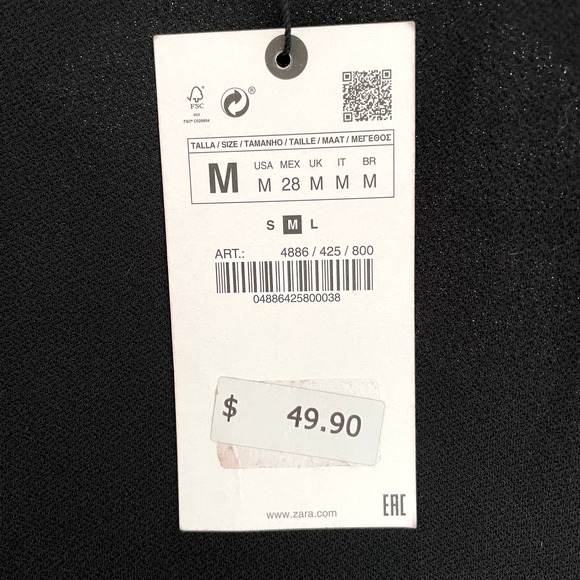 FSC
®
TALLA / SIZE / TAMANHO / TAILLE / MAAT / ΜΕΓΕΘΟΣ
M
USA MEX UK IT BR
M 28 M M M
S M L
ART.: 4886 / 425 / 800
04886425800038
$ 49.90
www.zara.com
EAC